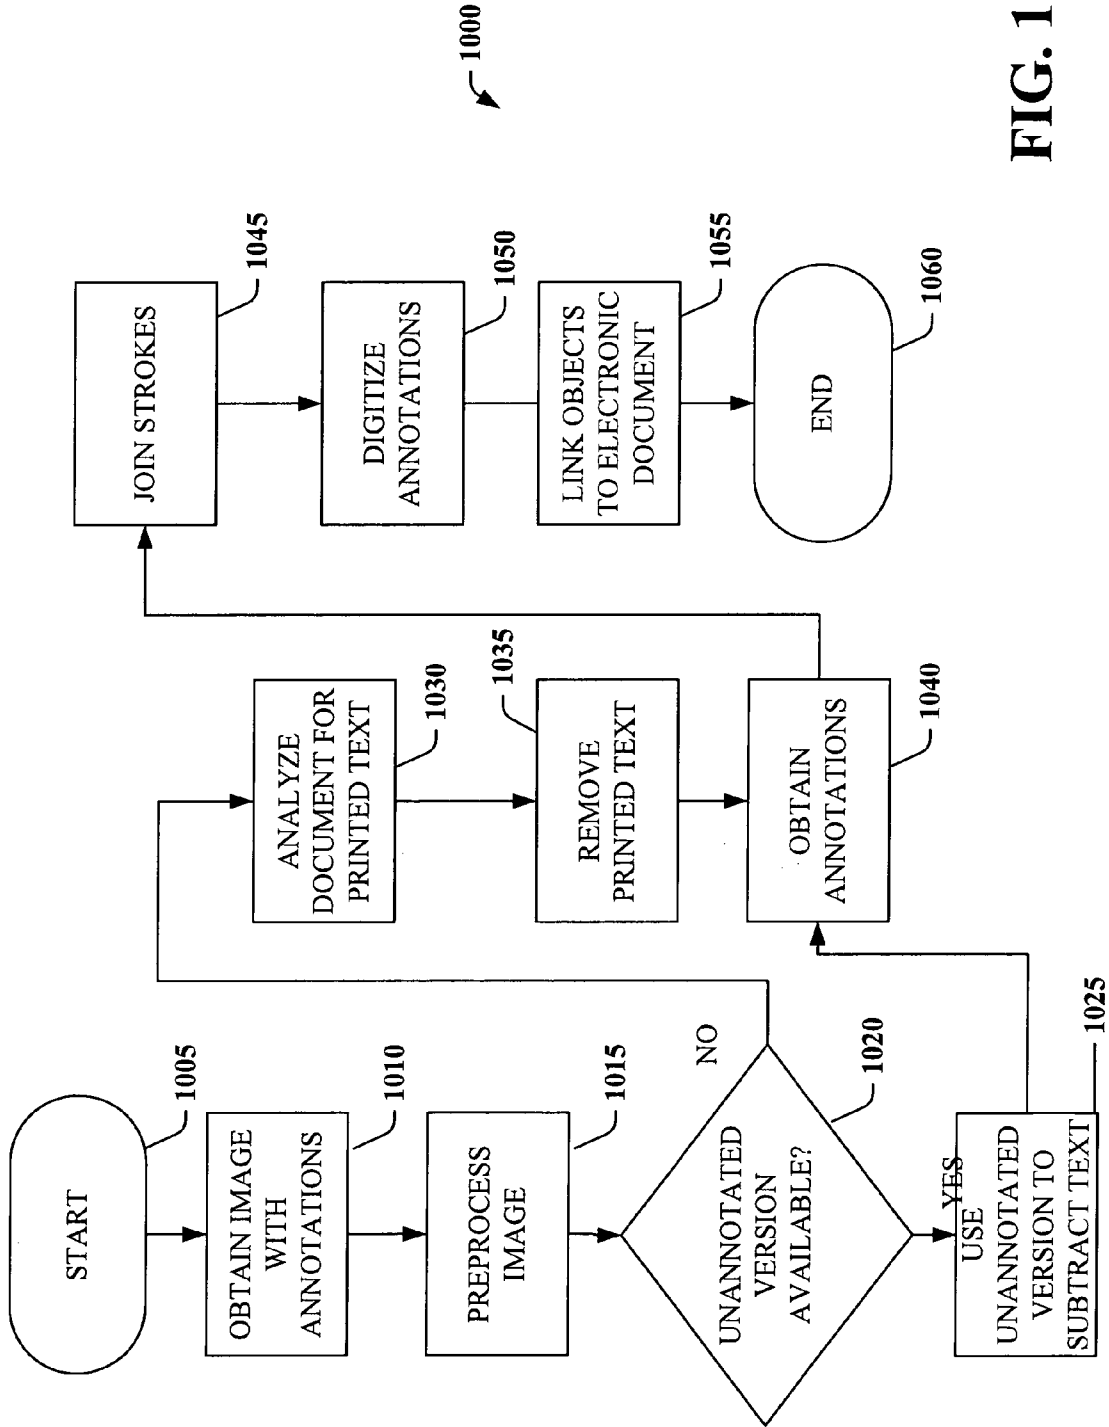 START
1005
OBTAIN IMAGE
WITH
ANNOTATIONS
1010
PREPROCESS
IMAGE
1015
UNANNOTATED
VERSION
AVAILABLE?
1020
NO
YES
USE
UNANNOTATED
VERSION TO
SUBTRACT TEXT
1025
ANALYZE
DOCUMENT FOR
PRINTED TEXT
1030
REMOVE
PRINTED TEXT
1035
OBTAIN
ANNOTATIONS
1040
JOIN STROKES
1045
DIGITIZE
ANNOTATIONS
1050
LINK OBJECTS
TO ELECTRONIC
DOCUMENT
1055
END
1060
1000
FIG. 1